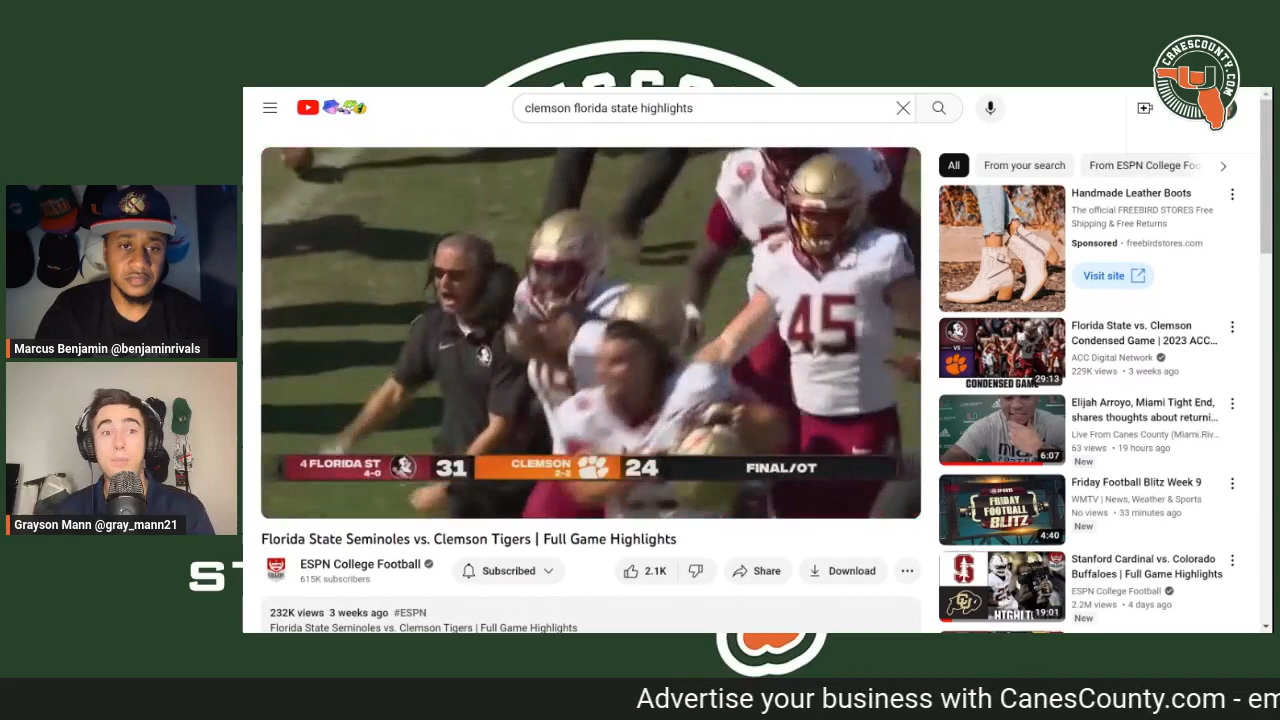 CANESCOUNTY.COM
clemson florida state highlights
All
From your search
From ESPN College Foo
Handmade Leather Boots
The official FREEBIRD STORES Free
Shipping & Free Returns
Sponsored · freebirdstores.com
Visit site
Marcus Benjamin @benjaminrivals
Grayson Mann @gray_mann21
45
4 FLORIDA ST
4-0
31
CLEMSON
2-2
24
FINAL/OT
Florida State vs. Clemson
Condensed Game | 2023 ACC...
ACC Digital Network
229K views • 3 weeks ago
VS
CONDENSED GAME
29:13
Elijah Arroyo, Miami Tight End,
shares thoughts about returni...
Live From Canes County (Miami.Riv...
63 views • 19 hours ago
New
6:07
Friday Football Blitz Week 9
WMTV | News, Weather & Sports
No views • 33 minutes ago
New
FRIDAY
FOOTBALL
BLITZ
4:40
Stanford Cardinal vs. Colorado
Buffaloes | Full Game Highlights
ESPN College Football
2.2M views • 4 days ago
New
19:01
Florida State Seminoles vs. Clemson Tigers | Full Game Highlights
ESPN College Football
615K subscribers
Subscribed
2.1K
Share
Download
232K views 3 weeks ago #ESPN
Florida State Seminoles vs. Clemson Tigers | Full Game Highlights
ST
Advertise your business with CanesCounty.com - em